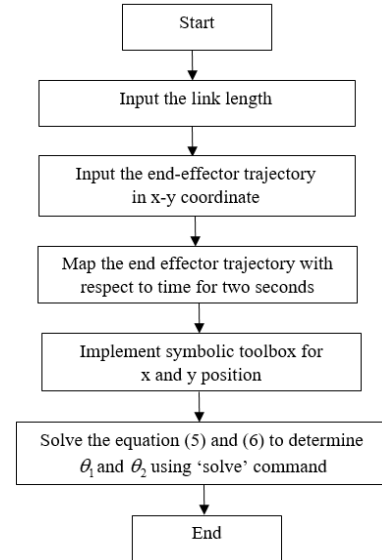 Start
Input the link length
Input the end-effector trajectory
in x-y coordinate
Map the end effector trajectory with
respect to time for two seconds
Implement symbolic toolbox for
x and y position
Solve the equation (5) and (6) to determine
θ₁ and θ₂ using ‘solve’ command
End